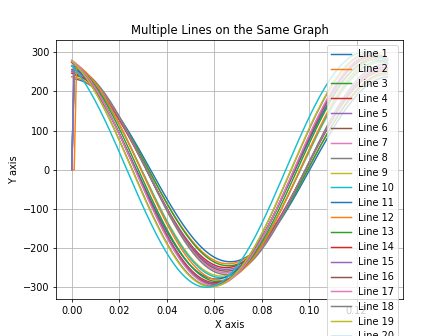 Multiple Lines on the Same Graph
Y axis
300
200
100
0
−100
−200
−300
0.00
0.02
0.04
0.06
0.08
0.10
X axis
Line 1
Line 2
Line 3
Line 4
Line 5
Line 6
Line 7
Line 8
Line 9
Line 10
Line 11
Line 12
Line 13
Line 14
Line 15
Line 16
Line 17
Line 18
Line 19
Line 20